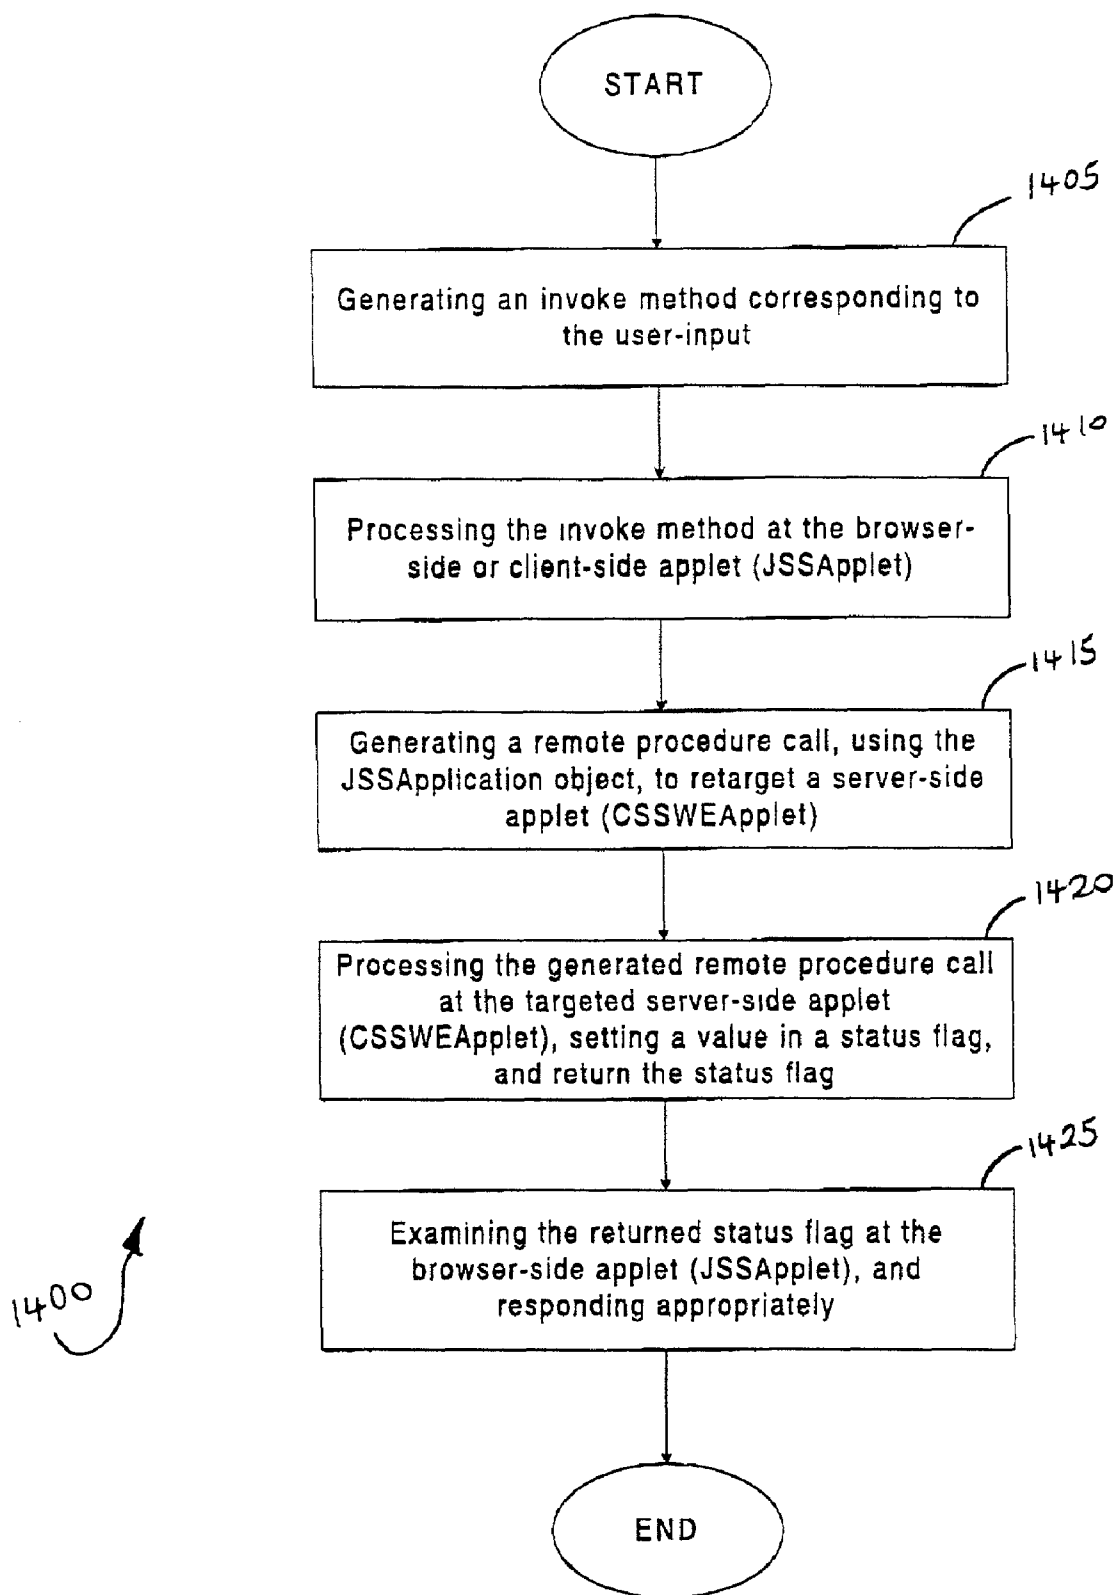 START
1405
Generating an invoke method corresponding to
the user-input
1410
Processing the invoke method at the browser-
side or client-side applet (JSSApplet)
1415
Generating a remote procedure call, using the
JSSApplication object, to retarget a server-side
applet (CSSWEApplet)
1420
Processing the generated remote procedure call
at the targeted server-side applet
(CSSWEApplet), setting a value in a status flag,
and return the status flag
1425
Examining the returned status flag at the
browser-side applet (JSSApplet), and
responding appropriately
1400
END